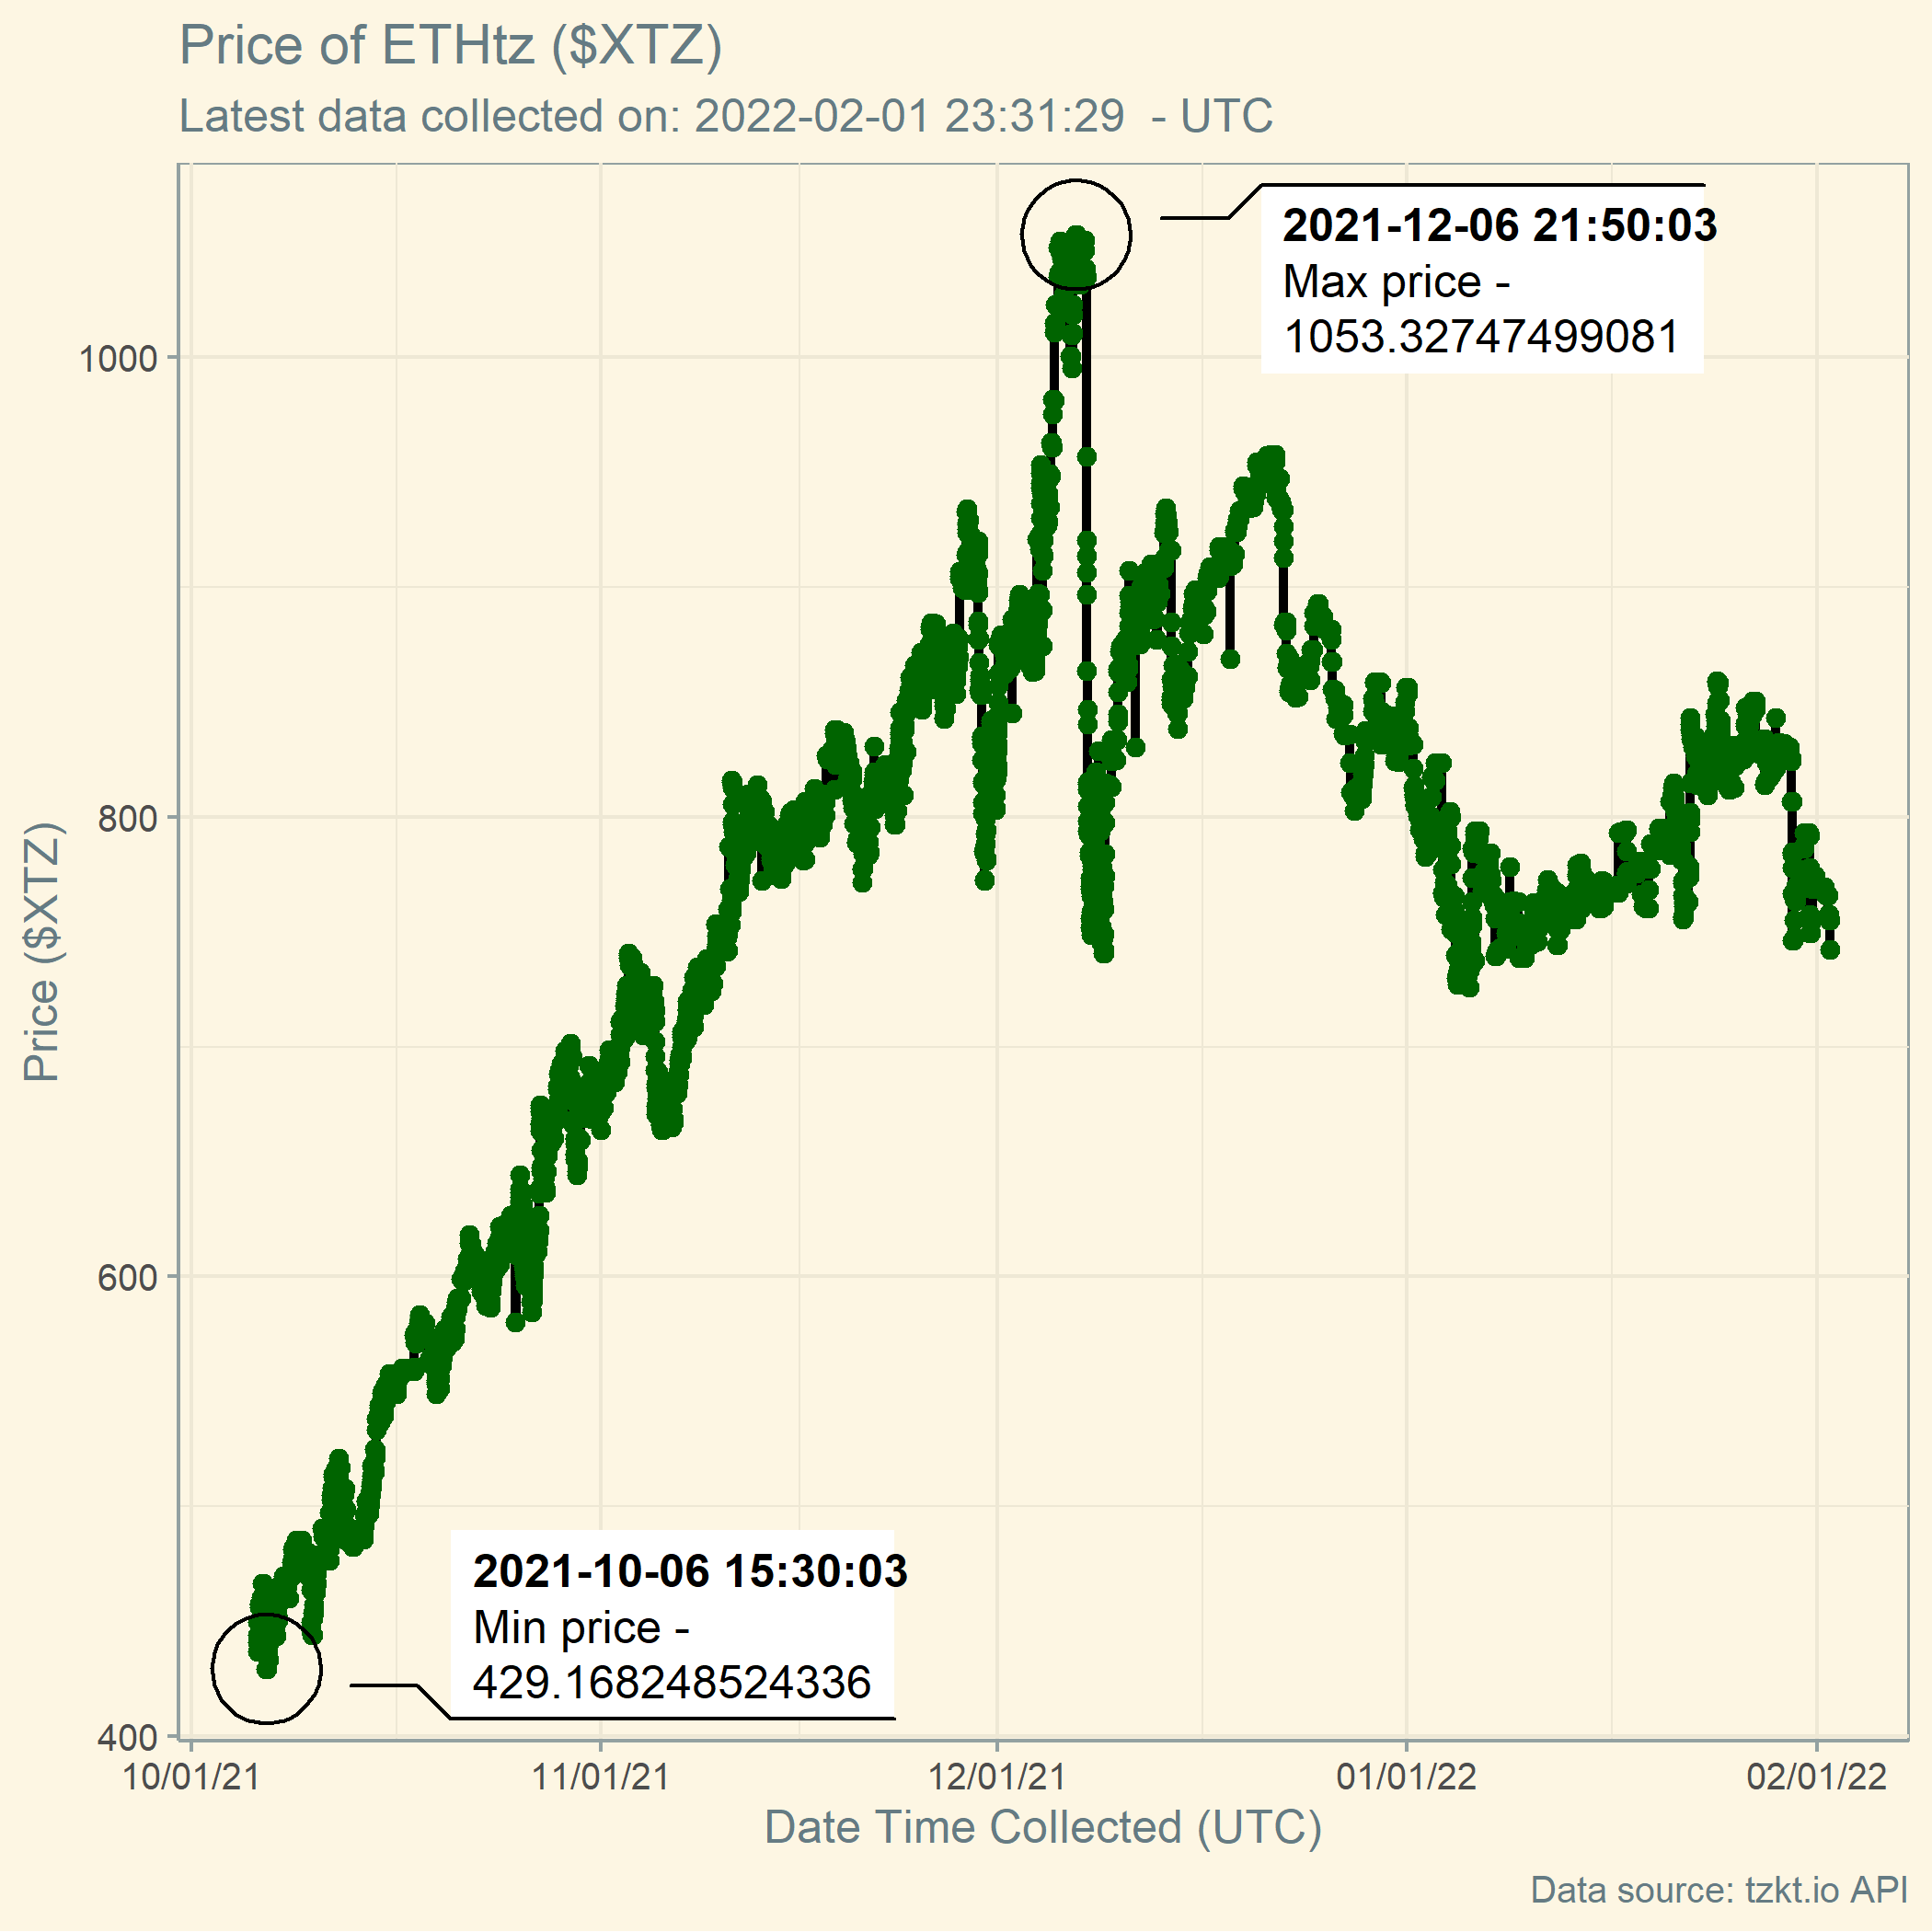 Price of ETHtz ($XTZ)
Latest data collected on: 2022-02-01 23:31:29  - UTC
2021-12-06 21:50:03
Max price -
1053.32747499081
1000
800
600
400
Price ($XTZ)
2021-10-06 15:30:03
Min price -
429.168248524336
10/01/21
11/01/21
12/01/21
01/01/22
02/01/22
Date Time Collected (UTC)
Data source: tzkt.io API